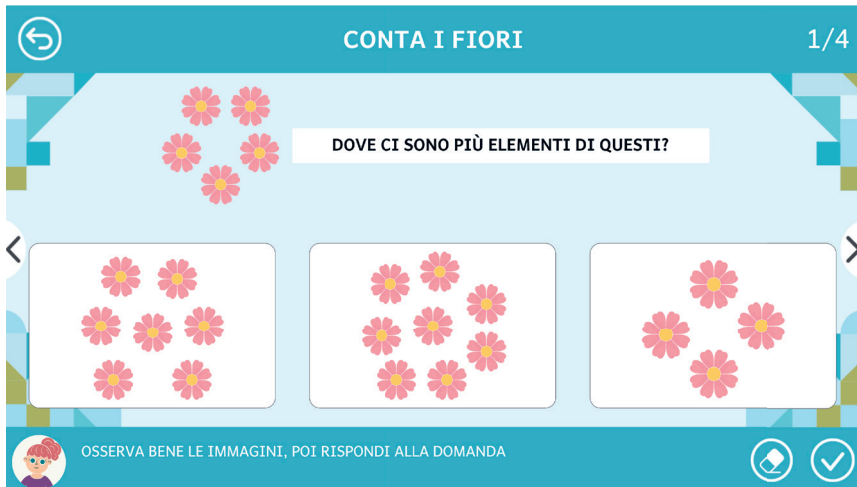 CONTA I FIORI
1/4
DOVE CI SONO PIÙ ELEMENTI DI QUESTI?
OSSERVA BENE LE IMMAGINI, POI RISPONDI ALLA DOMANDA